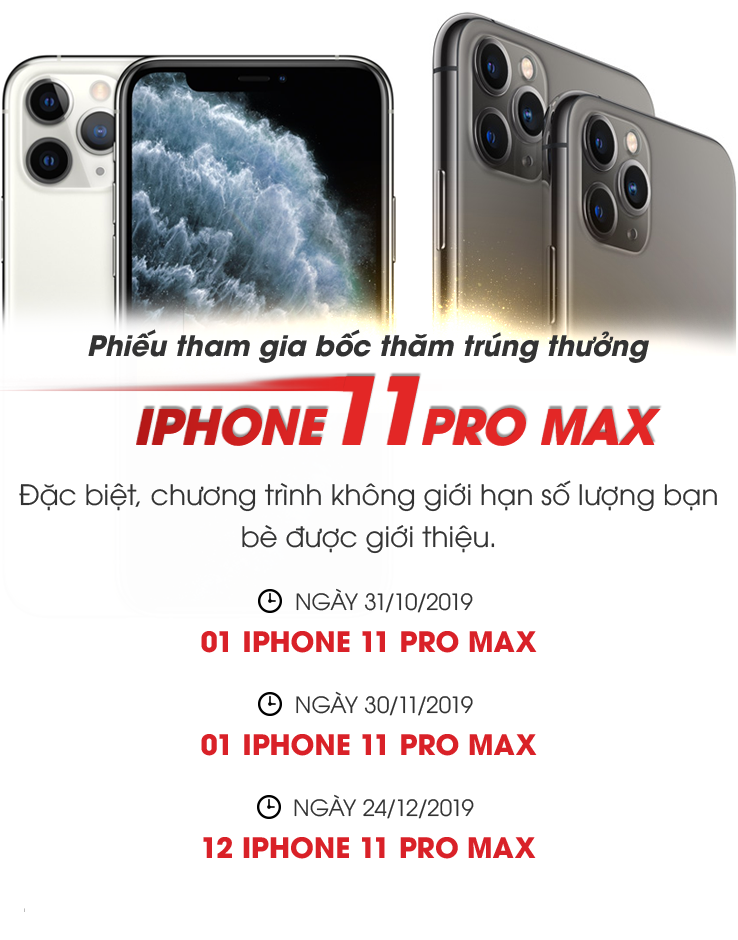 Phiếu tham gia bốc thăm trúng thưởng
IPHONE 11 PRO MAX
Đặc biệt, chương trình không giới hạn số lượng bạn
bè được giới thiệu.
NGÀY 31/10/2019
01 IPHONE 11 PRO MAX
NGÀY 30/11/2019
01 IPHONE 11 PRO MAX
NGÀY 24/12/2019
12 IPHONE 11 PRO MAX